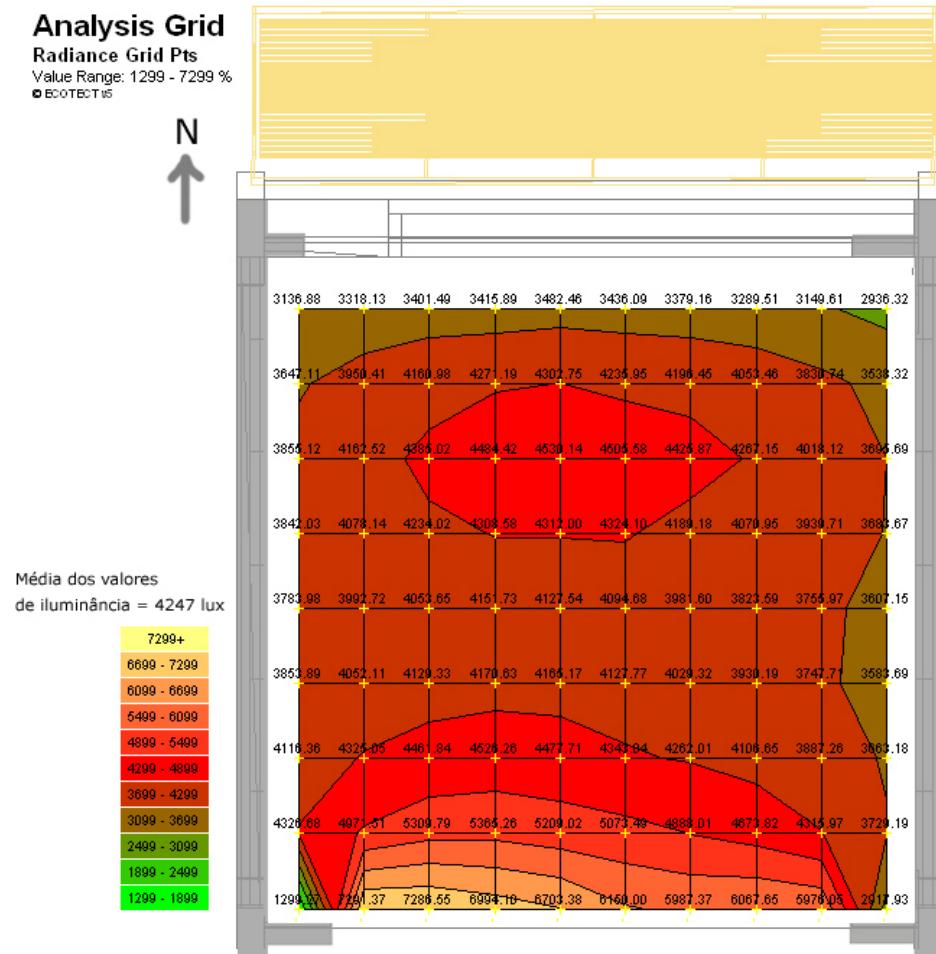 Analysis Grid
Radiance Grid Pts
Value Range: 1299 - 7299 %
© ECOTECT v5
N
3136.88 3318.13 3401.49 3415.89 3482.46 3436.09 3379.16 3289.51 3149.61 2936.32
3647.11 3950.41 4160.98 4271.19 4302.75 4235.95 4196.45 4053.46 3830.74 3538.32
3855.12 4162.52 4385.02 4484.42 4539.14 4505.58 4425.87 4267.15 4018.12 3695.69
3842.03 4078.14 4234.02 4308.58 4312.00 4324.10 4189.18 4070.95 3939.71 3683.67
3783.98 3992.72 4053.65 4151.73 4127.54 4094.68 3981.60 3823.59 3755.97 3607.15
3853.89 4052.11 4129.33 4170.63 4165.17 4127.77 4029.32 3930.19 3747.71 3583.69
4116.36 4325.05 4461.84 4526.26 4477.71 4343.84 4262.01 4106.65 3887.26 3663.18
4326.68 4971.51 5309.79 5365.26 5209.02 5073.49 4888.01 4673.82 4315.97 3729.19
1299.27 7291.37 7286.55 6994.10 6703.38 6150.00 5987.37 6067.65 5976.05 2917.93
Média dos valores
de iluminância = 4247 lux
7299+
6699 - 7299
6099 - 6699
5499 - 6099
4899 - 5499
4299 - 4899
3699 - 4299
3099 - 3699
2499 - 3099
1899 - 2499
1299 - 1899